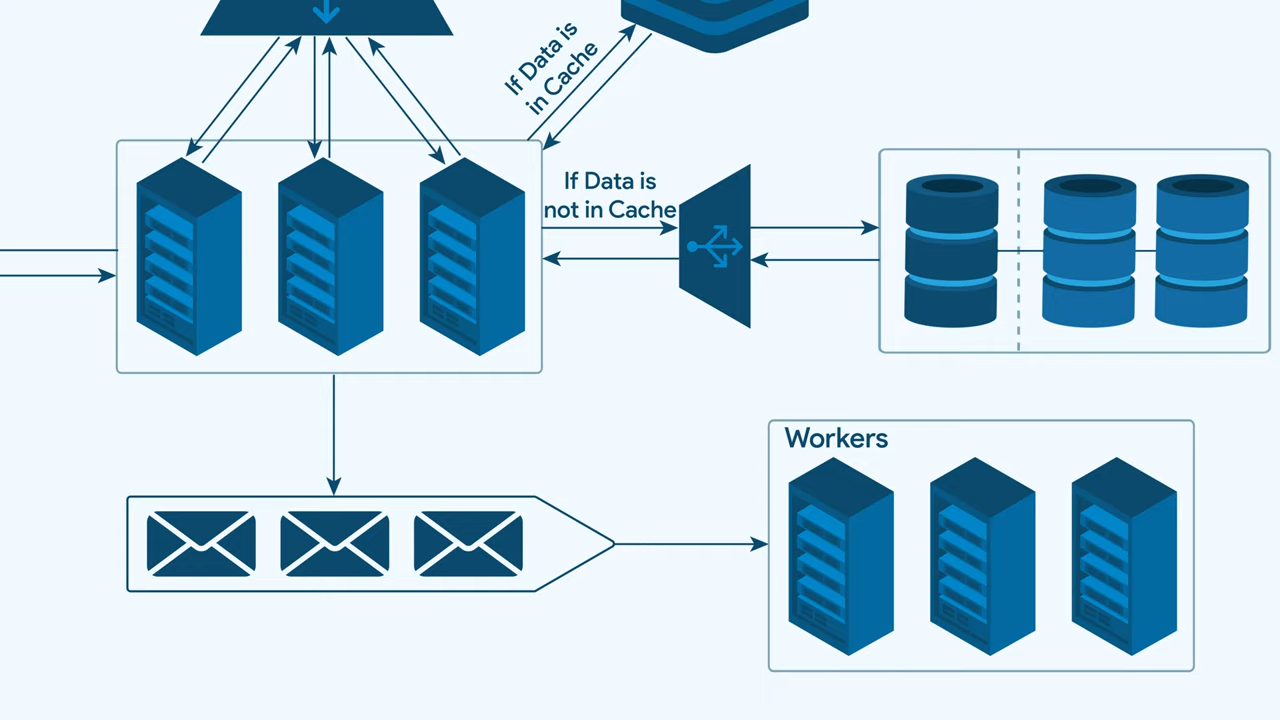 If Data is
in Cache
If Data is
not in Cache
Workers